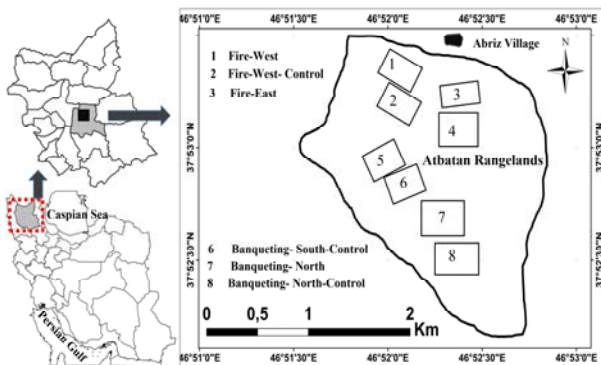 46°51'0"E 46°51'30"E 46°52'0"E 46°52'30"E 46°53'0"E
Abriz Village
N
1 Fire-West
2 Fire-West- Control
3 Fire-East
1
2
3
4
37°53'0"N
37°53'0"N
Atbatan Rangelands
5
6
7
8
Caspian Sea
Persian Gulf
6 Banqueting- South-Control
7 Banqueting- North
8 Banqueting- North-Control
37°52'30"N
37°52'30"N
0 0,5 1 2
Km
46°51'0"E 46°51'30"E 46°52'0"E 46°52'30"E 46°53'0"E